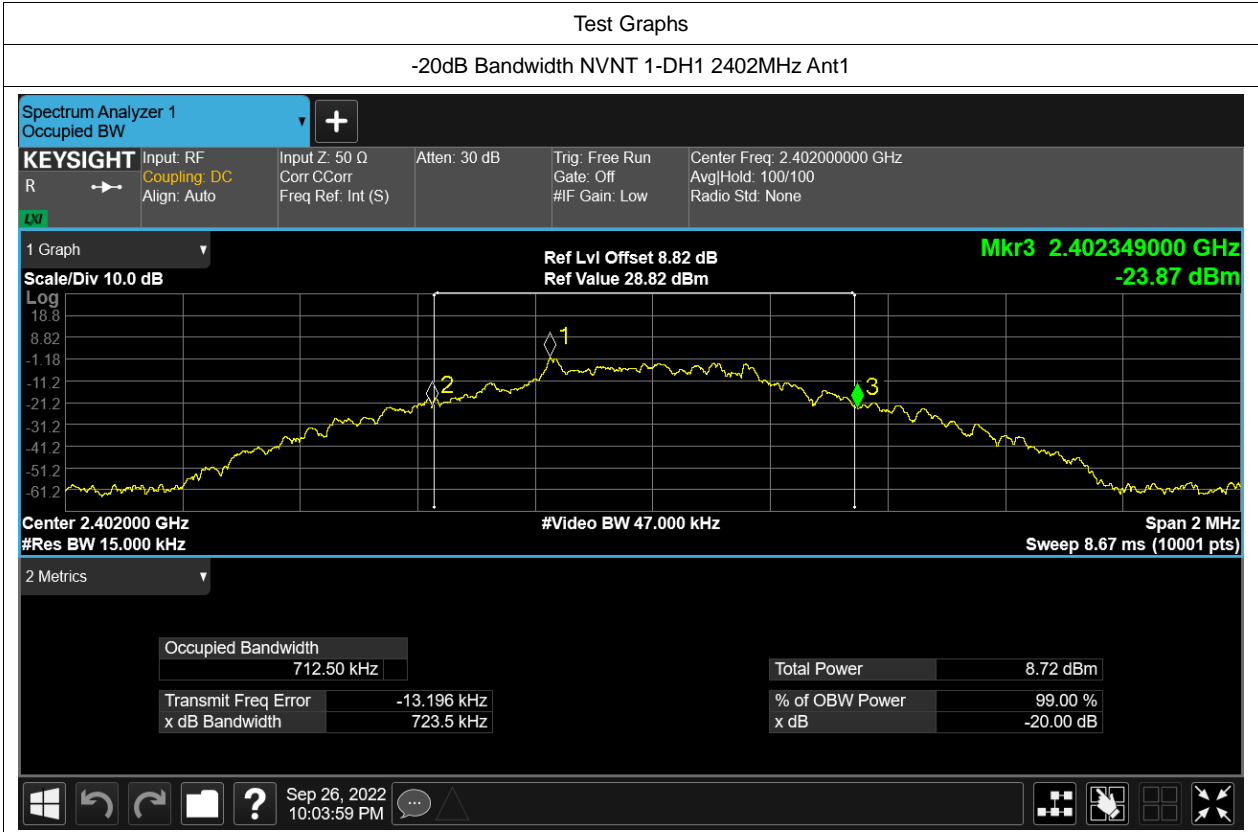 Test Graphs
-20dB Bandwidth NVNT 1-DH1 2402MHz Ant1
Spectrum Analyzer 1
Occupied BW
KEYSIGHT
R
LXI
Input: RF
Coupling: DC
Align: Auto
Input Z: 50 Ω
Corr CCorr
Freq Ref: Int (S)
Atten: 30 dB
Trig: Free Run
Gate: Off
#IF Gain: Low
Center Freq: 2.402000000 GHz
Avg|Hold: 100/100
Radio Std: None
1 Graph
Scale/Div 10.0 dB
Ref Lvl Offset 8.82 dB
Ref Value 28.82 dBm
Mkr3 2.402349000 GHz
-23.87 dBm
Log
18.8
8.82
-1.18
-11.2
-21.2
-31.2
-41.2
-51.2
-61.2
1
2
3
Center 2.402000 GHz
#Res BW 15.000 kHz
#Video BW 47.000 kHz
Span 2 MHz
Sweep 8.67 ms (10001 pts)
2 Metrics
Occupied Bandwidth
712.50 kHz
Transmit Freq Error -13.196 kHz
x dB Bandwidth 723.5 kHz
Total Power 8.72 dBm
% of OBW Power 99.00 %
x dB -20.00 dB
?
Sep 26, 2022
10:03:59 PM